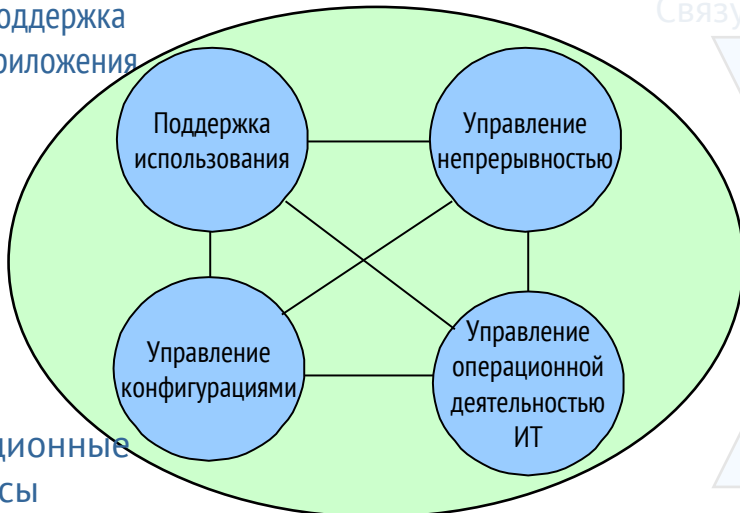 оддержка
риложения
Связу
Поддержка
использования
Управление
непрерывностью
Управление
конфигурациями
Управление
операционной
деятельностью
ИТ
ционные
сы